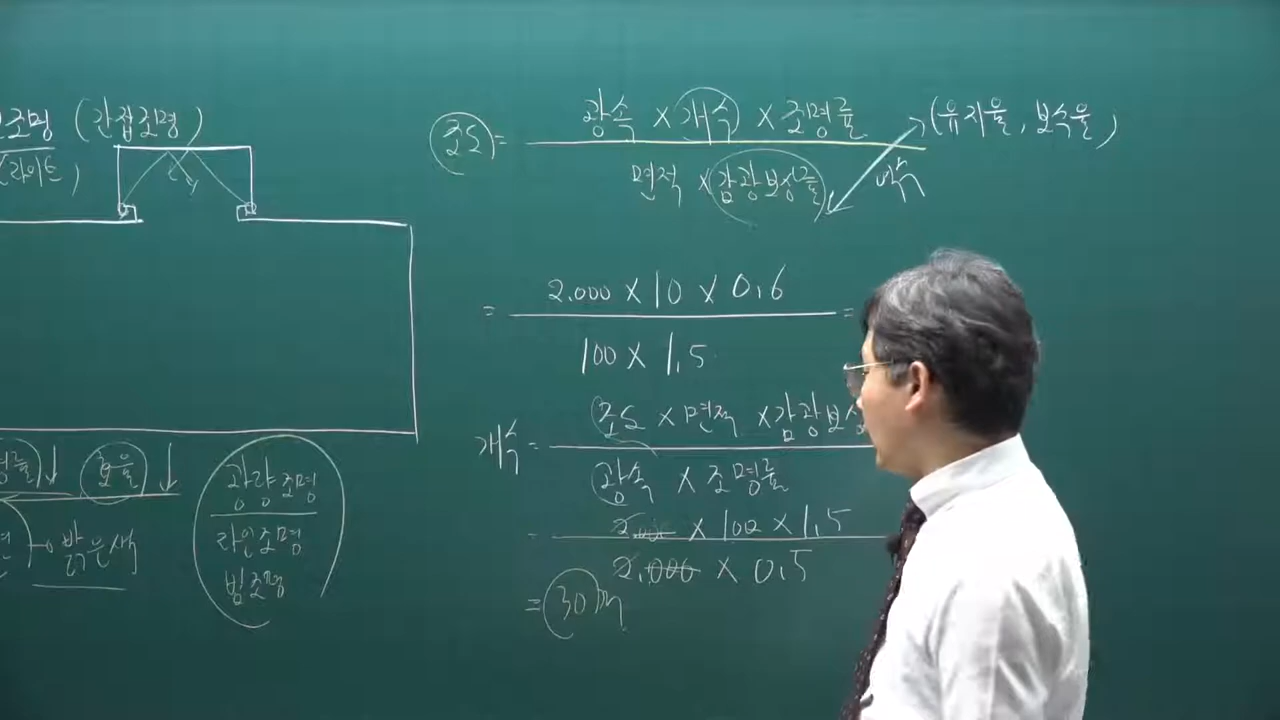 조명 (간접조명)
(라이트)
조도 = 광속 × 개수 × 조명률 (유지율, 보수율)
면적 × 감광보상률 역수
= 2.000 × 10 × 0.6 =
100 × 1.5
개수 = 조도 × 면적 × 감광보상
광속 × 조명률
= × 100 × 1.5
2.000 × 0.5
= 30개
명률↓ 보율↓
→ 밝은색
광량조명
라인조명
빔조명